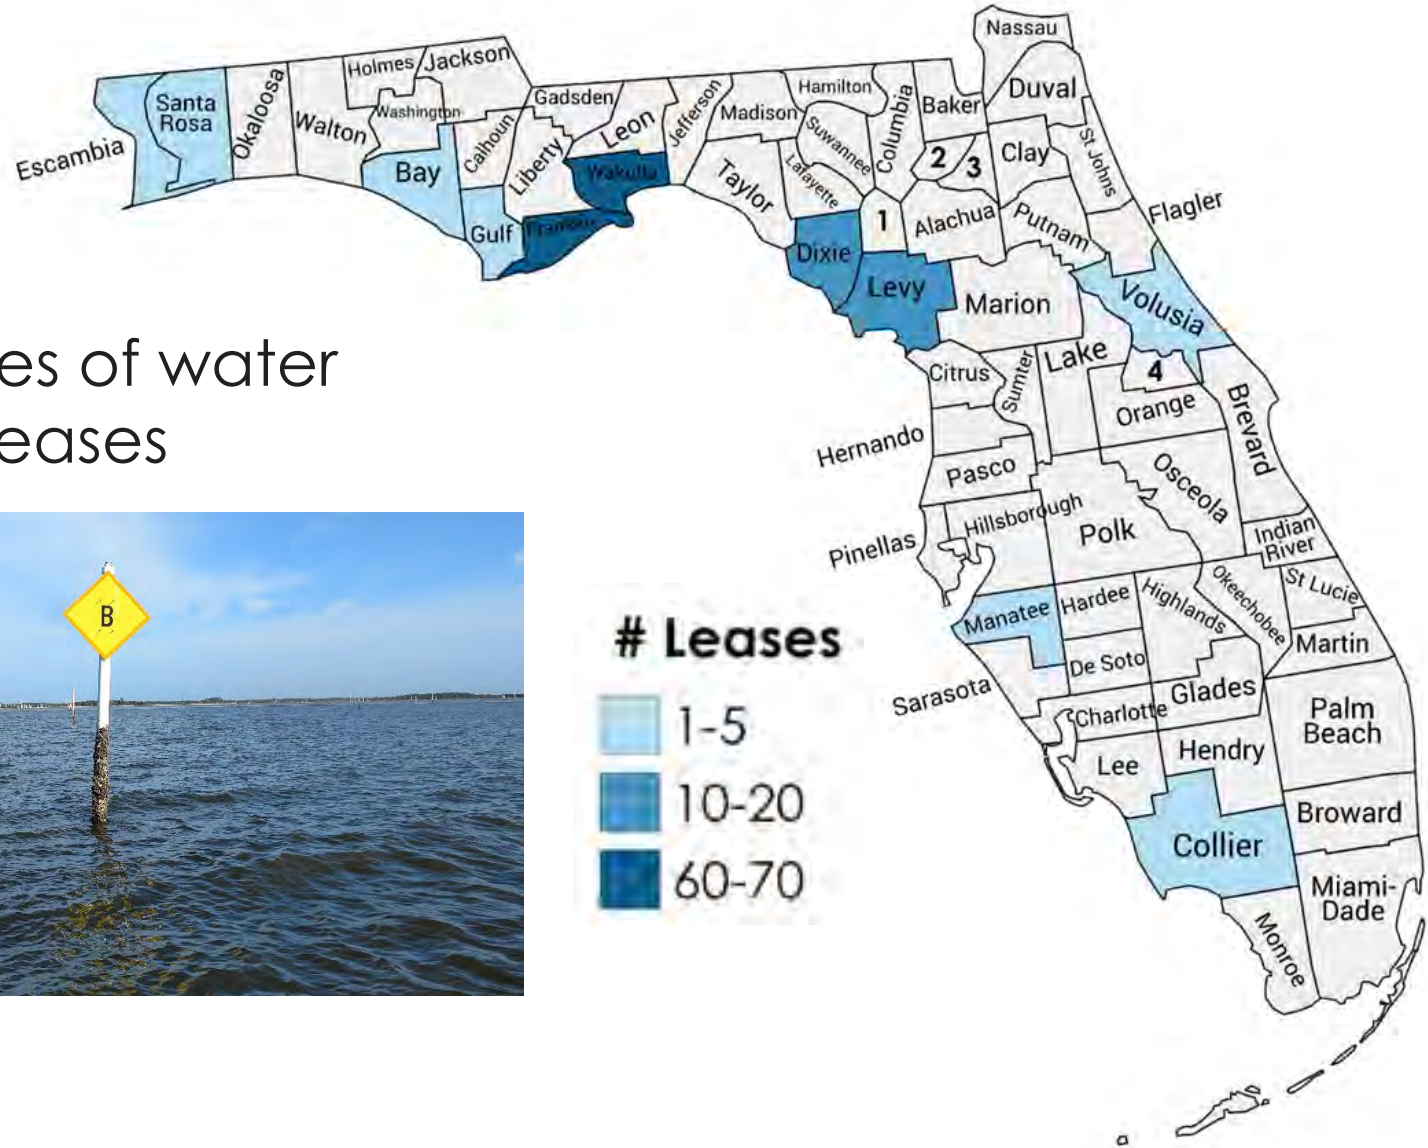 Nassau
Holmes
Jackson
Hamilton
Baker
Duval
Santa
Rosa
Okaloosa
Walton
Washington
Gadsden
Leon
Jefferson
Madison
Suwannee
Columbia
Clay
St Johns
Escambia
Bay
Calhoun
Liberty
Wakulla
Taylor
Lafayette
2
3
Flagler
Gulf
Franklin
Dixie
1
Alachua
Putnam
Levy
Marion
Volusia
es of water
eases
Citrus
Sumter
Lake
4
Orange
Brevard
Hernando
Pasco
Osceola
Pinellas
Hillsborough
Polk
Indian
River
B
# Leases
1-5
10-20
60-70
Manatee
Hardee
Highlands
Okeechobee
St Lucie
De Soto
Martin
Sarasota
Charlotte
Glades
Palm
Beach
Lee
Hendry
Broward
Collier
Miami-
Dade
Monroe